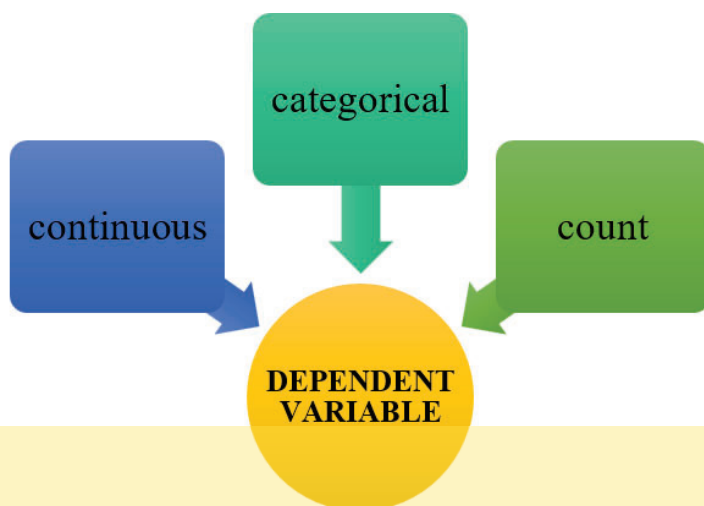 categorical
continuous
count
DEPENDENT
VARIABLE